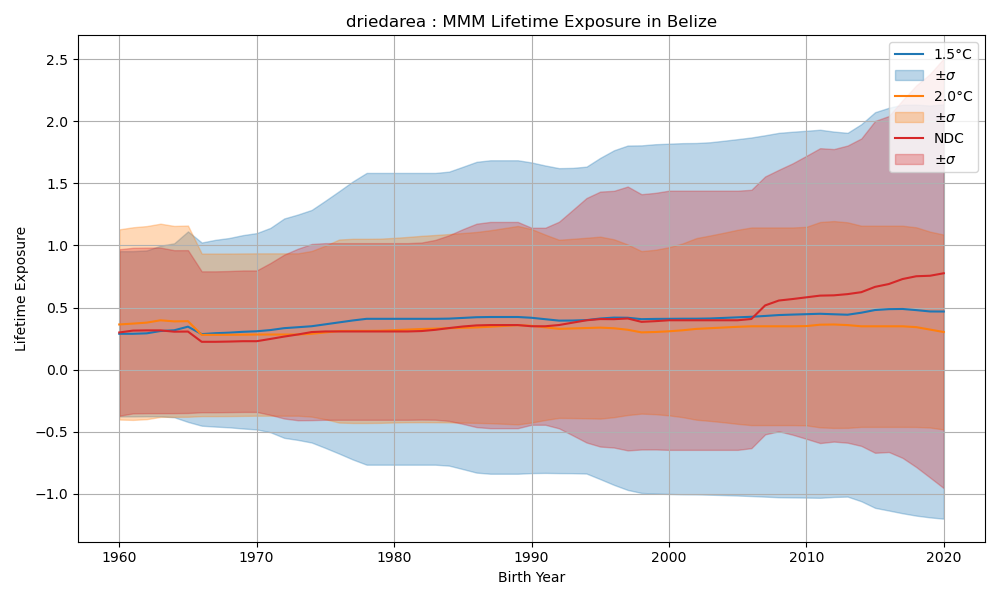 driedarea : MMM Lifetime Exposure in Belize
Lifetime Exposure
2.5
2.0
1.5
1.0
0.5
0.0
−0.5
−1.0
1960
1970
1980
1990
2000
2010
2020
Birth Year
1.5°C
±σ
2.0°C
±σ
NDC
±σ